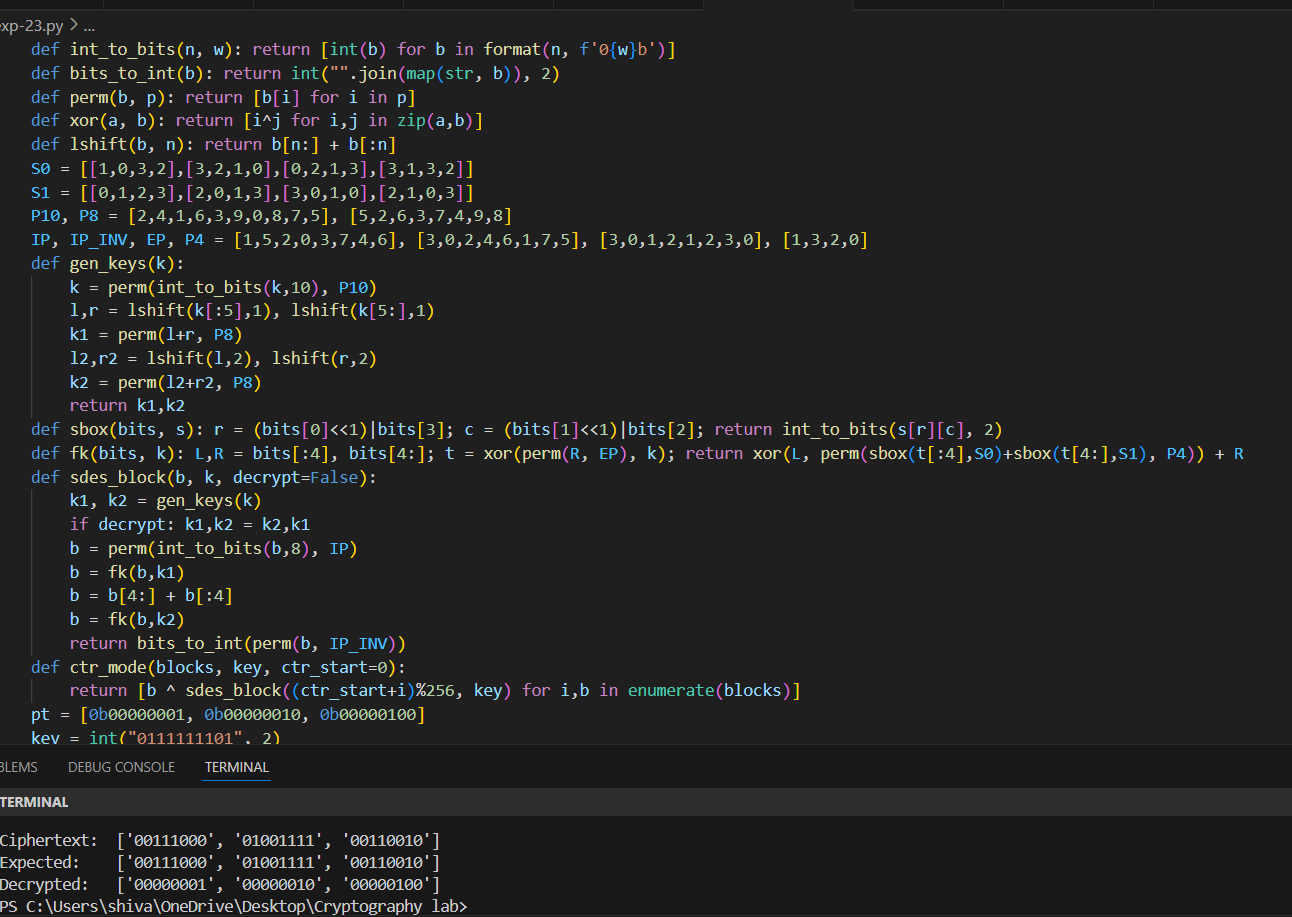 exp-23.py > ...
def int_to_bits(n, w): return [int(b) for b in format(n, f'0{w}b')]
def bits_to_int(b): return int("".join(map(str, b)), 2)
def perm(b, p): return [b[i] for i in p]
def xor(a, b): return [i^j for i,j in zip(a,b)]
def lshift(b, n): return b[n:] + b[:n]
S0 = [[1,0,3,2],[3,2,1,0],[0,2,1,3],[3,1,3,2]]
S1 = [[0,1,2,3],[2,0,1,3],[3,0,1,0],[2,1,0,3]]
P10, P8 = [2,4,1,6,3,9,0,8,7,5], [5,2,6,3,7,4,9,8]
IP, IP_INV, EP, P4 = [1,5,2,0,3,7,4,6], [3,0,2,4,6,1,7,5], [3,0,1,2,1,2,3,0], [1,3,2,0]
def gen_keys(k):
    k = perm(int_to_bits(k,10), P10)
    l,r = lshift(k[:5],1), lshift(k[5:],1)
    k1 = perm(l+r, P8)
    l2,r2 = lshift(l,2), lshift(r,2)
    k2 = perm(l2+r2, P8)
    return k1,k2
def sbox(bits, s): r = (bits[0]<<1)|bits[3]; c = (bits[1]<<1)|bits[2]; return int_to_bits(s[r][c], 2)
def fk(bits, k): L,R = bits[:4], bits[4:]; t = xor(perm(R, EP), k); return xor(L, perm(sbox(t[:4],S0)+sbox(t[4:],S1), P4)) + R
def sdes_block(b, k, decrypt=False):
    k1, k2 = gen_keys(k)
    if decrypt: k1,k2 = k2,k1
    b = perm(int_to_bits(b,8), IP)
    b = fk(b,k1)
    b = b[4:] + b[:4]
    b = fk(b,k2)
    return bits_to_int(perm(b, IP_INV))
def ctr_mode(blocks, key, ctr_start=0):
    return [b ^ sdes_block((ctr_start+i)%256, key) for i,b in enumerate(blocks)]
pt = [0b00000001, 0b00000010, 0b00000100]
key = int("0111111101", 2)
BLEMS DEBUG CONSOLE TERMINAL
TERMINAL
Ciphertext: ['00111000', '01001111', '00110010']
Expected: ['00111000', '01001111', '00110010']
Decrypted: ['00000001', '00000010', '00000100']
PS C:\Users\shiva\OneDrive\Desktop\Cryptography lab>